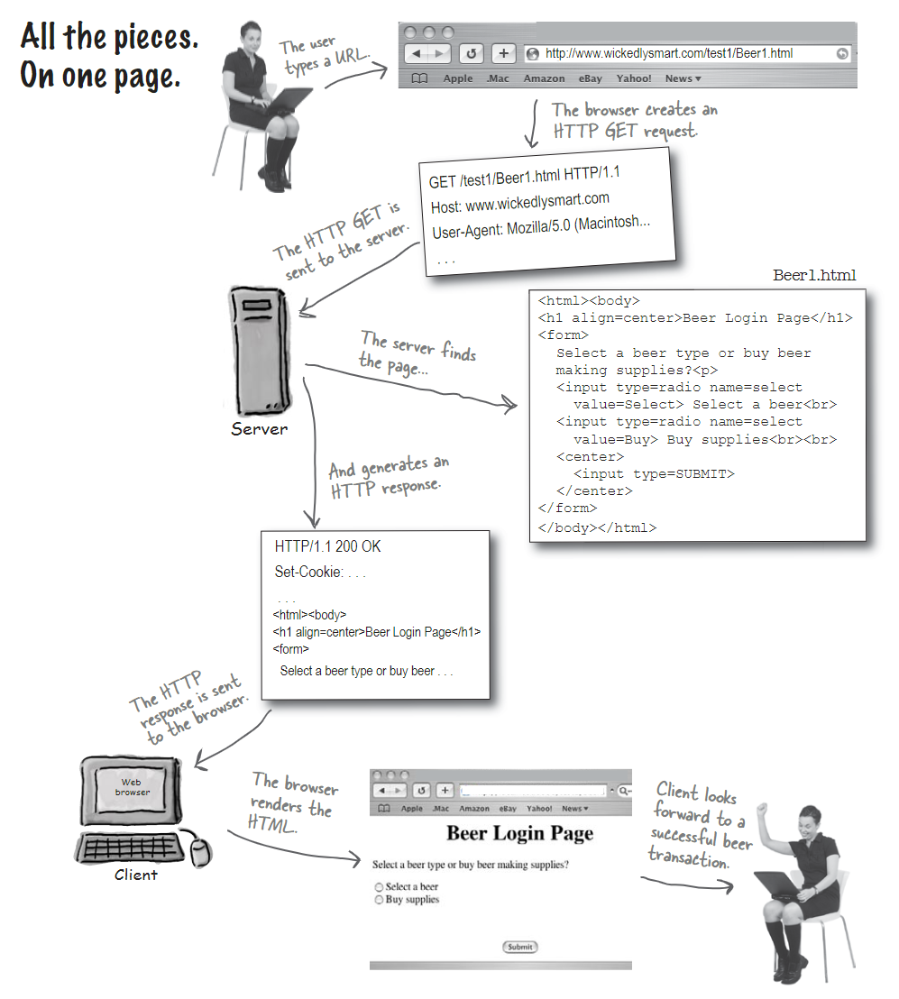 All the pieces.
On one page.
The user
types a URL.
http://www.wickedlysmart.com/test1/Beer1.html
Apple .Mac Amazon eBay Yahoo! News ▾
The browser creates an
HTTP GET request.
GET /test1/Beer1.html HTTP/1.1
Host: www.wickedlysmart.com
User-Agent: Mozilla/5.0 (Macintosh...
. . .
The HTTP GET is
sent to the server.
Server
The server finds
the page...
Beer1.html
<html><body>
<h1 align=center>Beer Login Page</h1>
<form>
Select a beer type or buy beer
making supplies?<p>
<input type=radio name=select
value=Select> Select a beer<br>
<input type=radio name=select
value=Buy> Buy supplies<br><br>
<center>
<input type=SUBMIT>
</center>
</form>
</body></html>
And generates an
HTTP response.
HTTP/1.1 200 OK
Set-Cookie: . . .
. . .
<html><body>
<h1 align=center>Beer Login Page</h1>
<form>
Select a beer type or buy beer . . .
The HTTP
response is sent
to the browser.
Web
browser
Client
The browser
renders the
HTML.
Apple .Mac Amazon eBay Yahoo! News ▾
Beer Login Page
Select a beer type or buy beer making supplies?
Select a beer
Buy supplies
Submit
Client looks
forward to a
successful beer
transaction.